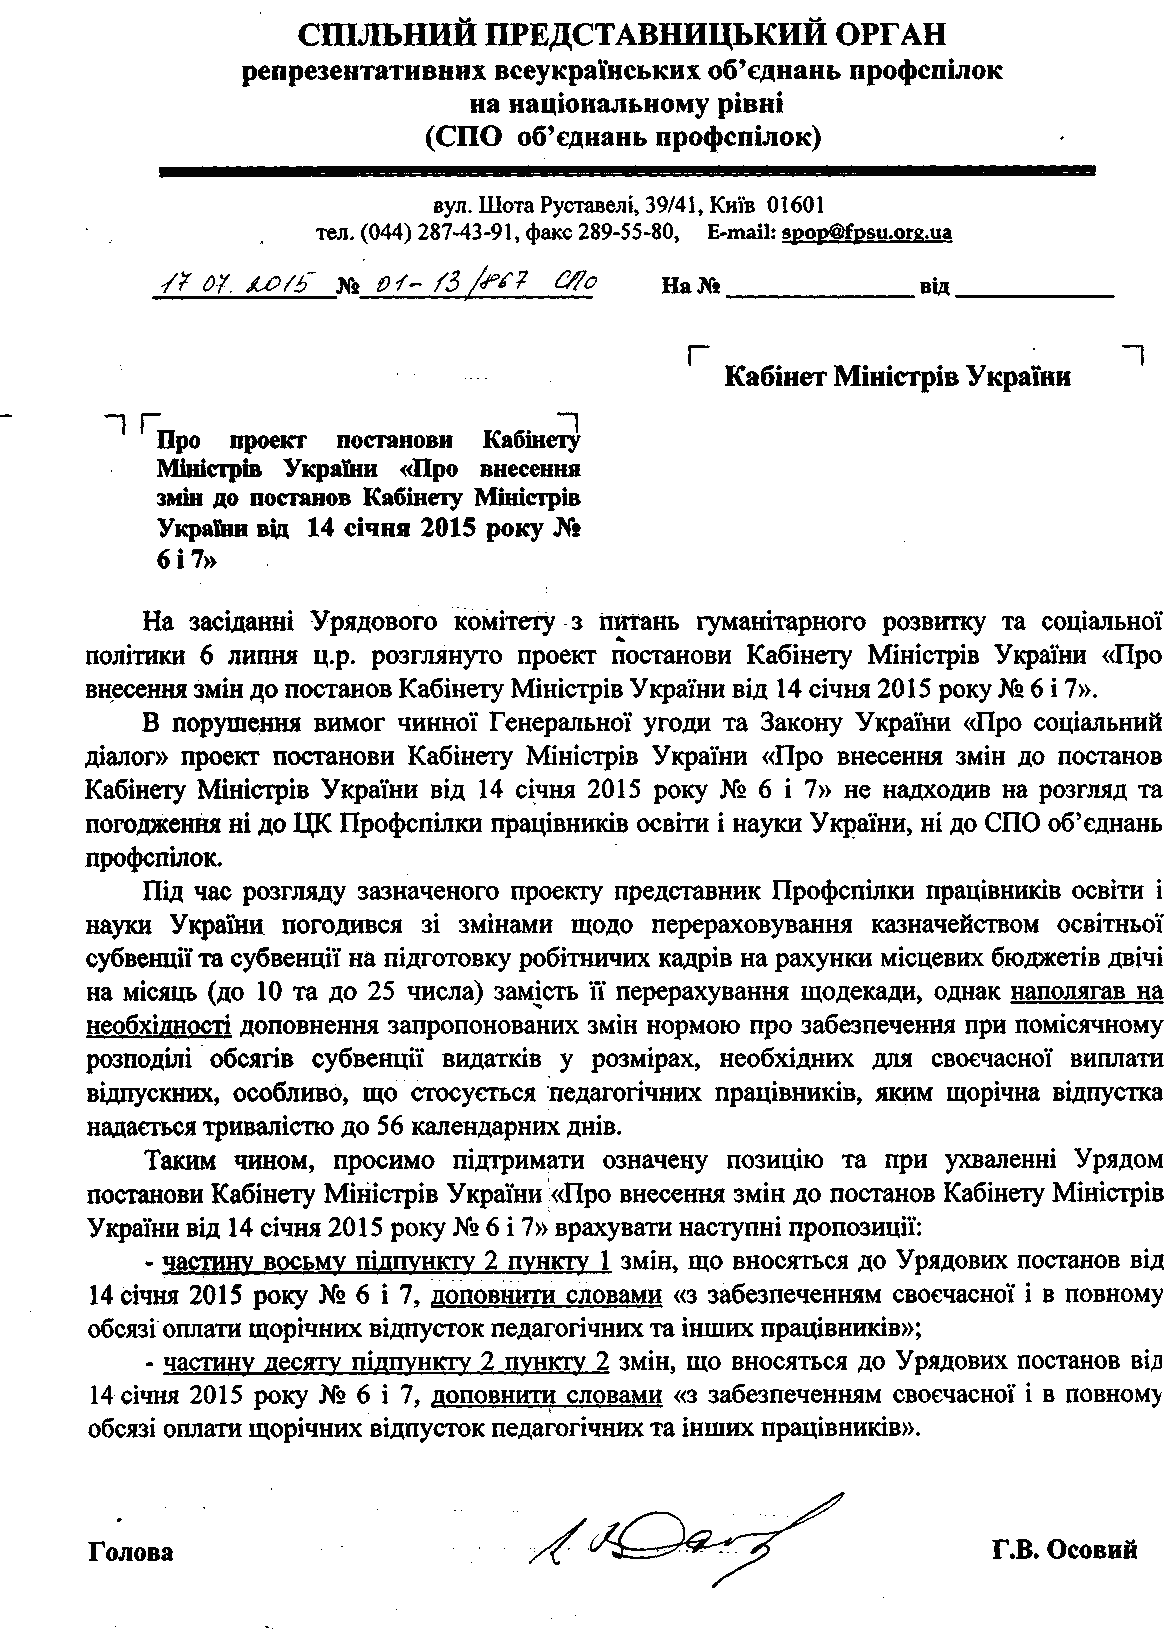 СПІЛЬНИЙ ПРЕДСТАВНИЦЬКИЙ ОРГАН
репрезентативних всеукраїнських об’єднань профспілок
на національному рівні
(СПО об’єднань профспілок)
вул. Шота Руставелі, 39/41, Київ 01601
тел. (044) 287-43-91, факс 289-55-80, E-mail: spop@fpsu.org.ua
17 07. 2015 № 01-13/867 СПО На № ______ від ______
Кабінет Міністрів України
Про проект постанови Кабінету
Міністрів України «Про внесення
змін до постанов Кабінету Міністрів
України від 14 січня 2015 року №
6 і 7»
На засіданні Урядового комітету з питань гуманітарного розвитку та соціальної
політики 6 липня ц.р. розглянуто проект постанови Кабінету Міністрів України «Про
внесення змін до постанов Кабінету Міністрів України від 14 січня 2015 року № 6 і 7».
В порушення вимог чинної Генеральної угоди та Закону України «Про соціальний
діалог» проект постанови Кабінету Міністрів України «Про внесення змін до постанов
Кабінету Міністрів України від 14 січня 2015 року № 6 і 7» не надходив на розгляд та
погодження ні до ЦК Профспілки працівників освіти і науки України, ні до СПО об’єднань
профспілок.
Під час розгляду зазначеного проекту представник Профспілки працівників освіти і
науки України погодився зі змінами щодо перераховування казначейством освітньої
субвенції та субвенції на підготовку робітничих кадрів на рахунки місцевих бюджетів двічі
на місяць (до 10 та до 25 числа) замість її перерахування щодекади, однак наполягав на
необхідності доповнення запропонованих змін нормою про забезпечення при помісячному
розподілі обсягів субвенції видатків у розмірах, необхідних для своєчасної виплати
відпускних, особливо, що стосується педагогічних працівників, яким щорічна відпустка
надається тривалістю до 56 календарних днів.
Таким чином, просимо підтримати означену позицію та при ухваленні Урядом
постанови Кабінету Міністрів України «Про внесення змін до постанов Кабінету Міністрів
України від 14 січня 2015 року № 6 і 7» врахувати наступні пропозиції:
- частину восьму підпункту 2 пункту 1 змін, що вносяться до Урядових постанов від
14 січня 2015 року № 6 і 7, доповнити словами «з забезпеченням своєчасної і в повному
обсязі оплати щорічних відпусток педагогічних та інших працівників»;
- частину десяту підпункту 2 пункту 2 змін, що вносяться до Урядових постанов від
14 січня 2015 року № 6 і 7, доповнити словами «з забезпеченням своєчасної і в повному
обсязі оплати щорічних відпусток педагогічних та інших працівників».
Голова Г.В. Осовий